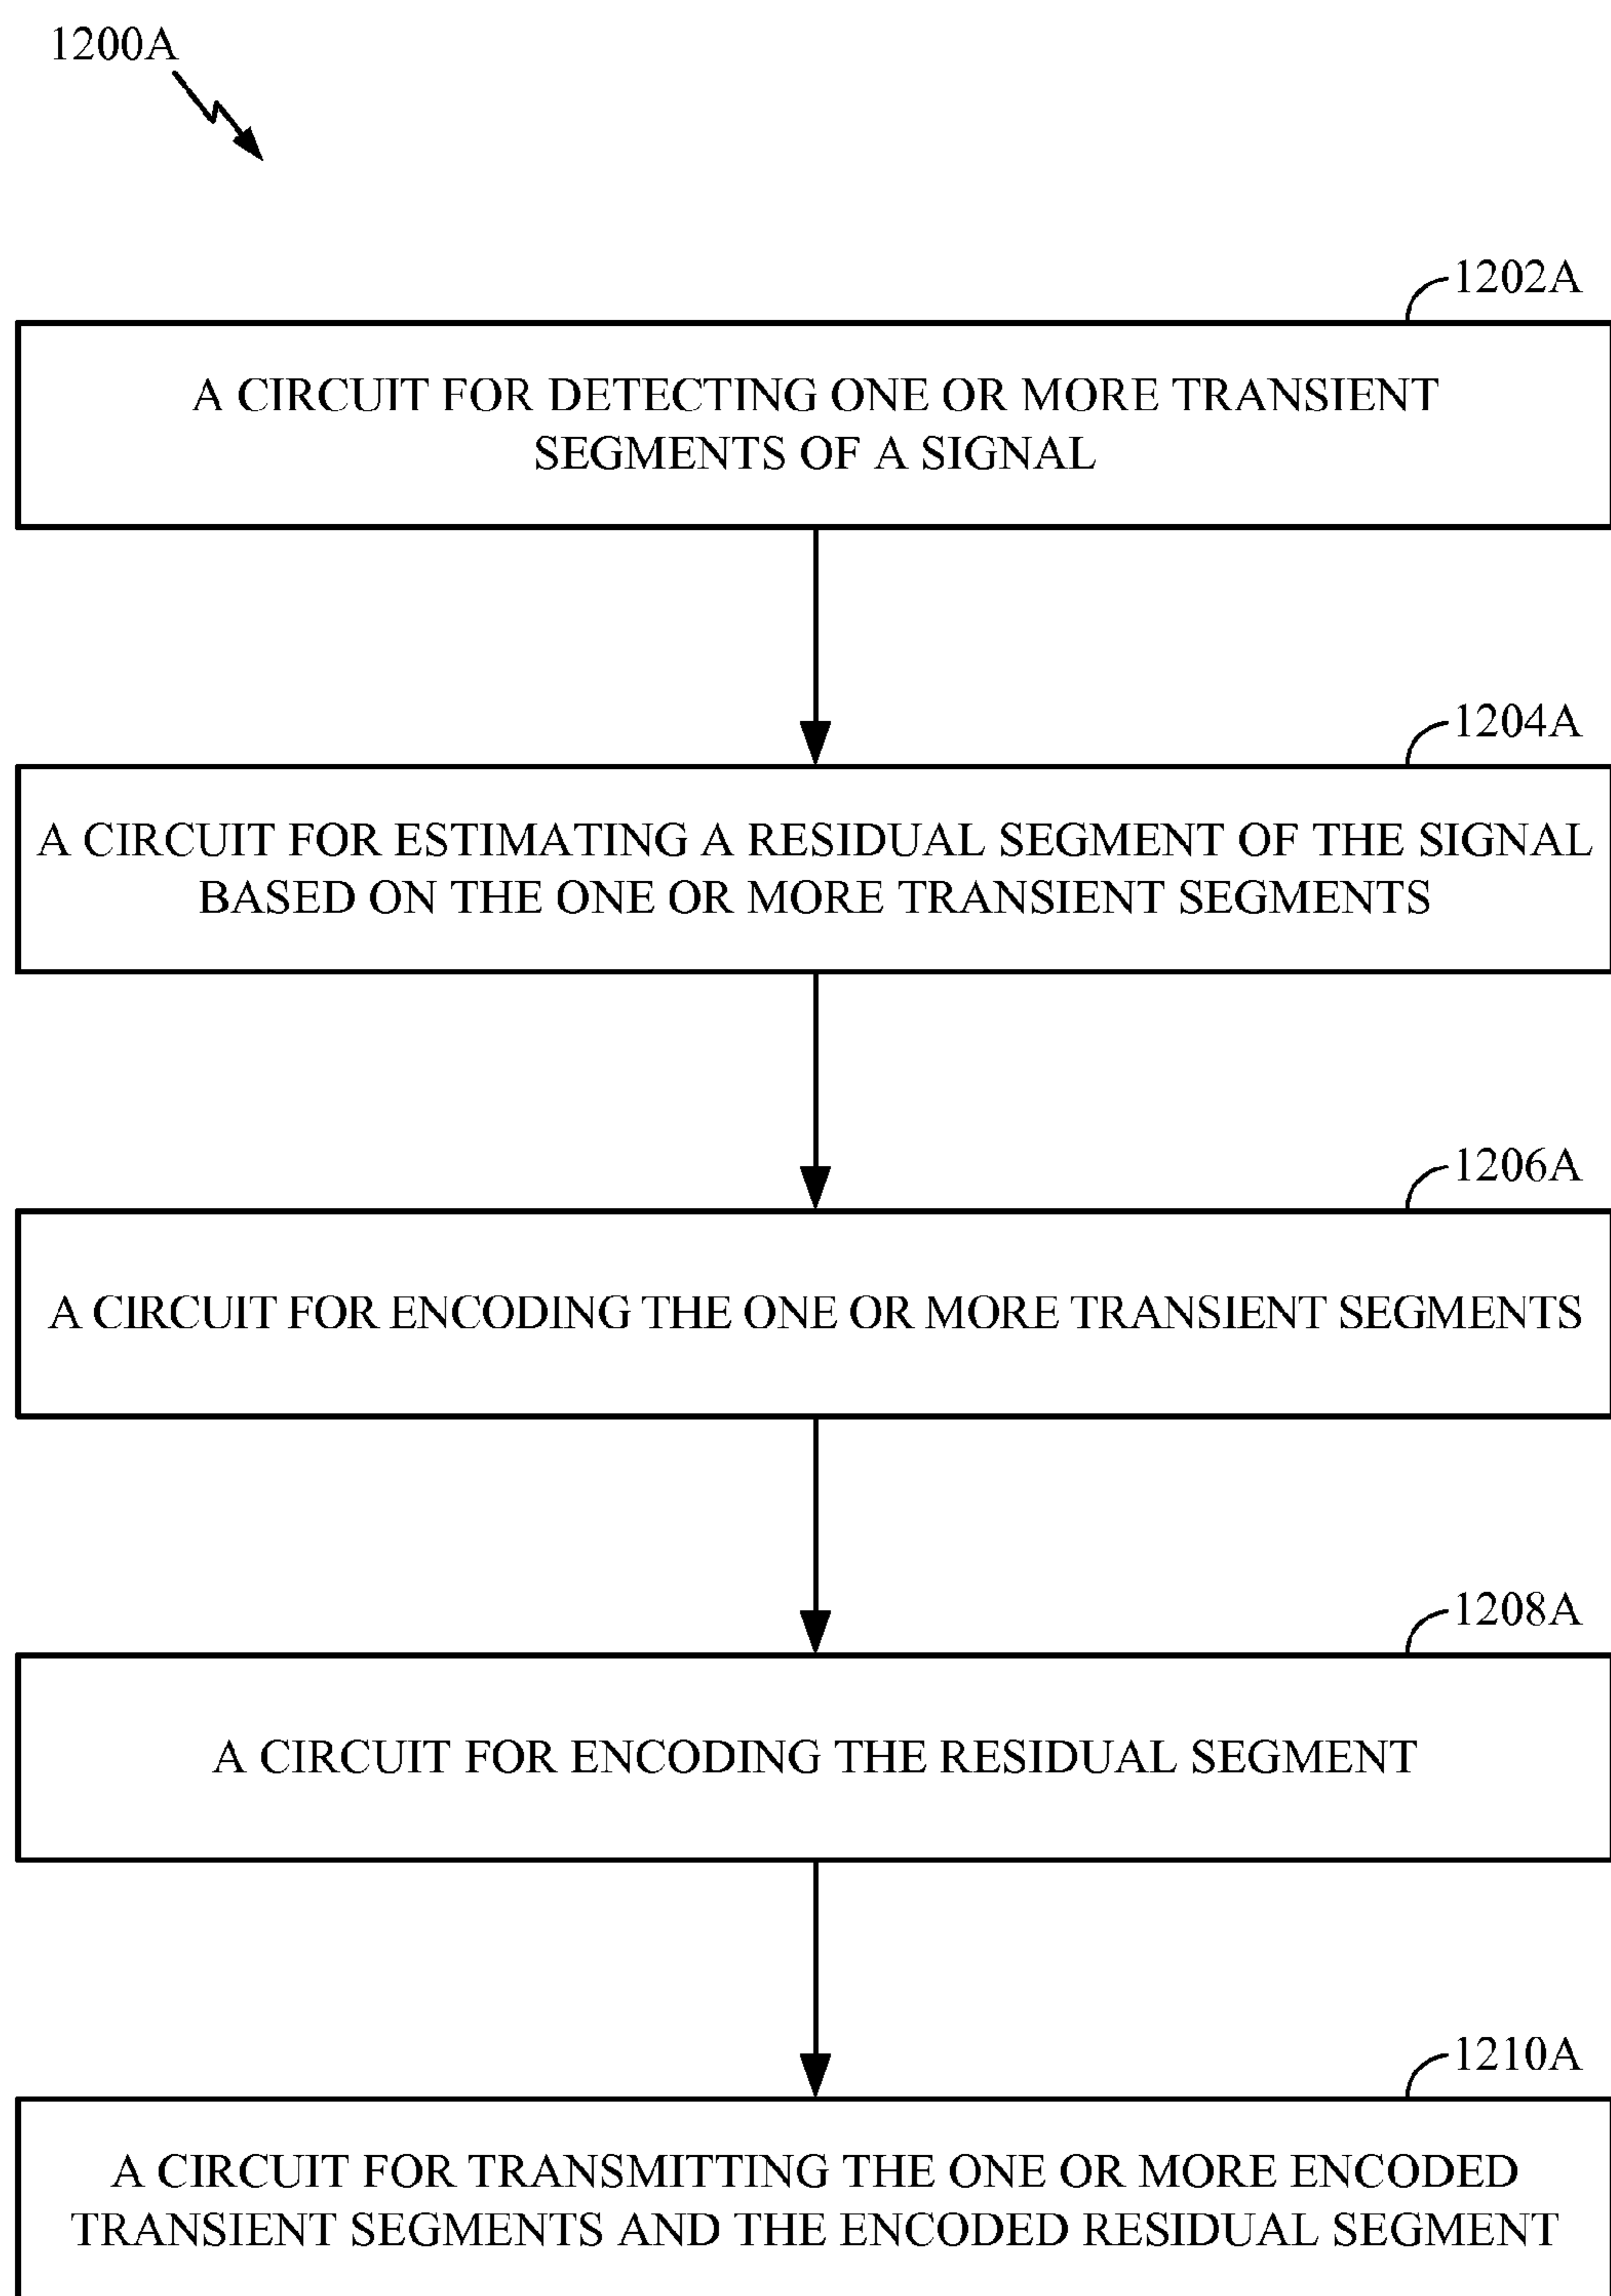 1200A
1202A
A CIRCUIT FOR DETECTING ONE OR MORE TRANSIENT
SEGMENTS OF A SIGNAL
1204A
A CIRCUIT FOR ESTIMATING A RESIDUAL SEGMENT OF THE SIGNAL
BASED ON THE ONE OR MORE TRANSIENT SEGMENTS
1206A
A CIRCUIT FOR ENCODING THE ONE OR MORE TRANSIENT SEGMENTS
1208A
A CIRCUIT FOR ENCODING THE RESIDUAL SEGMENT
1210A
A CIRCUIT FOR TRANSMITTING THE ONE OR MORE ENCODED
TRANSIENT SEGMENTS AND THE ENCODED RESIDUAL SEGMENT